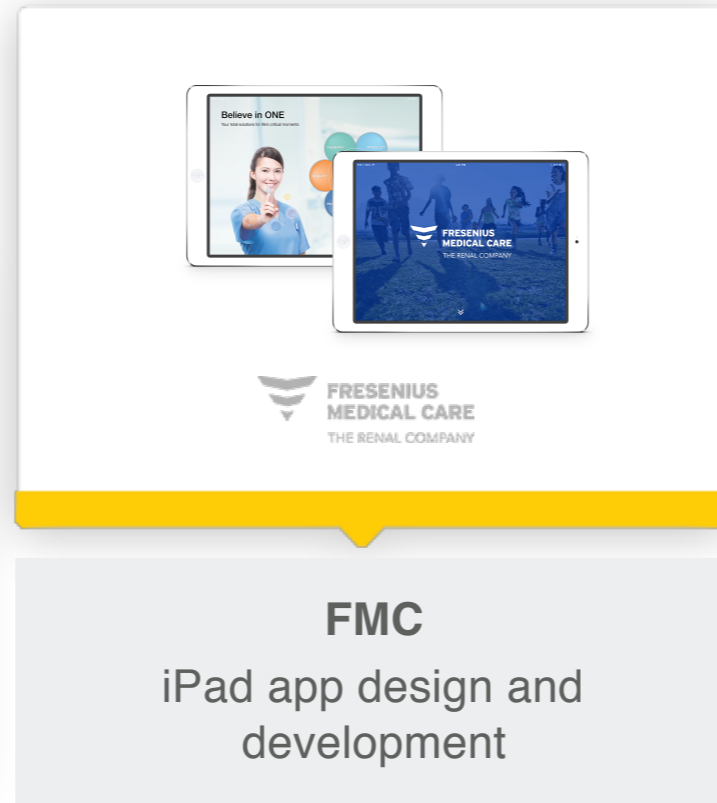 Believe in ONE
FRESENIUS
MEDICAL CARE
THE RENAL COMPANY
FRESENIUS
MEDICAL CARE
THE RENAL COMPANY
FMC
iPad app design and
development